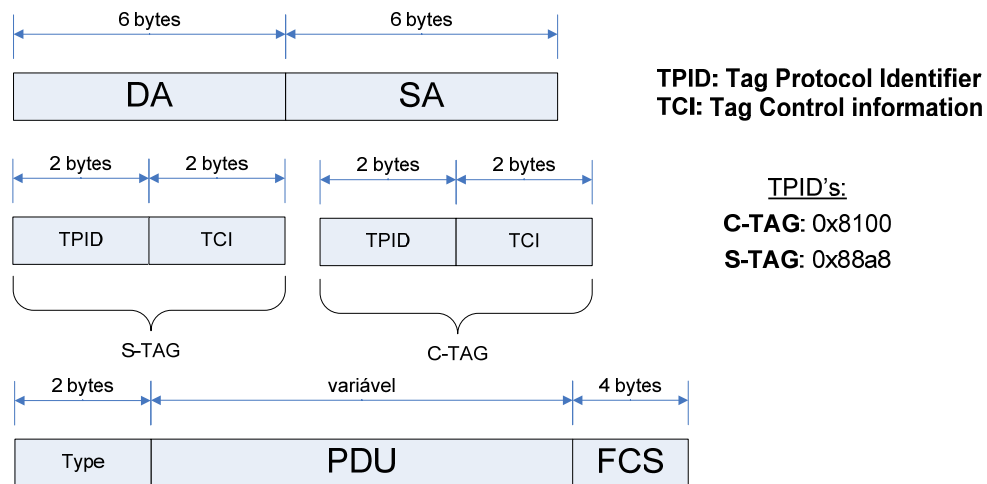 6 bytes
6 bytes
DA
SA
TPID: Tag Protocol Identifier
TCI: Tag Control information
2 bytes
2 bytes
2 bytes
2 bytes
TPID
TCI
TPID
TCI
TPID's:
C-TAG: 0x8100
S-TAG: 0x88a8
S-TAG
C-TAG
2 bytes
variável
4 bytes
Type
PDU
FCS